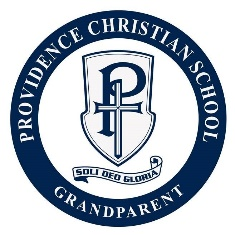 PROVIDENCE CHRISTIAN SCHOOL
P
SOLI DEO GLORIA
GRANDPARENT